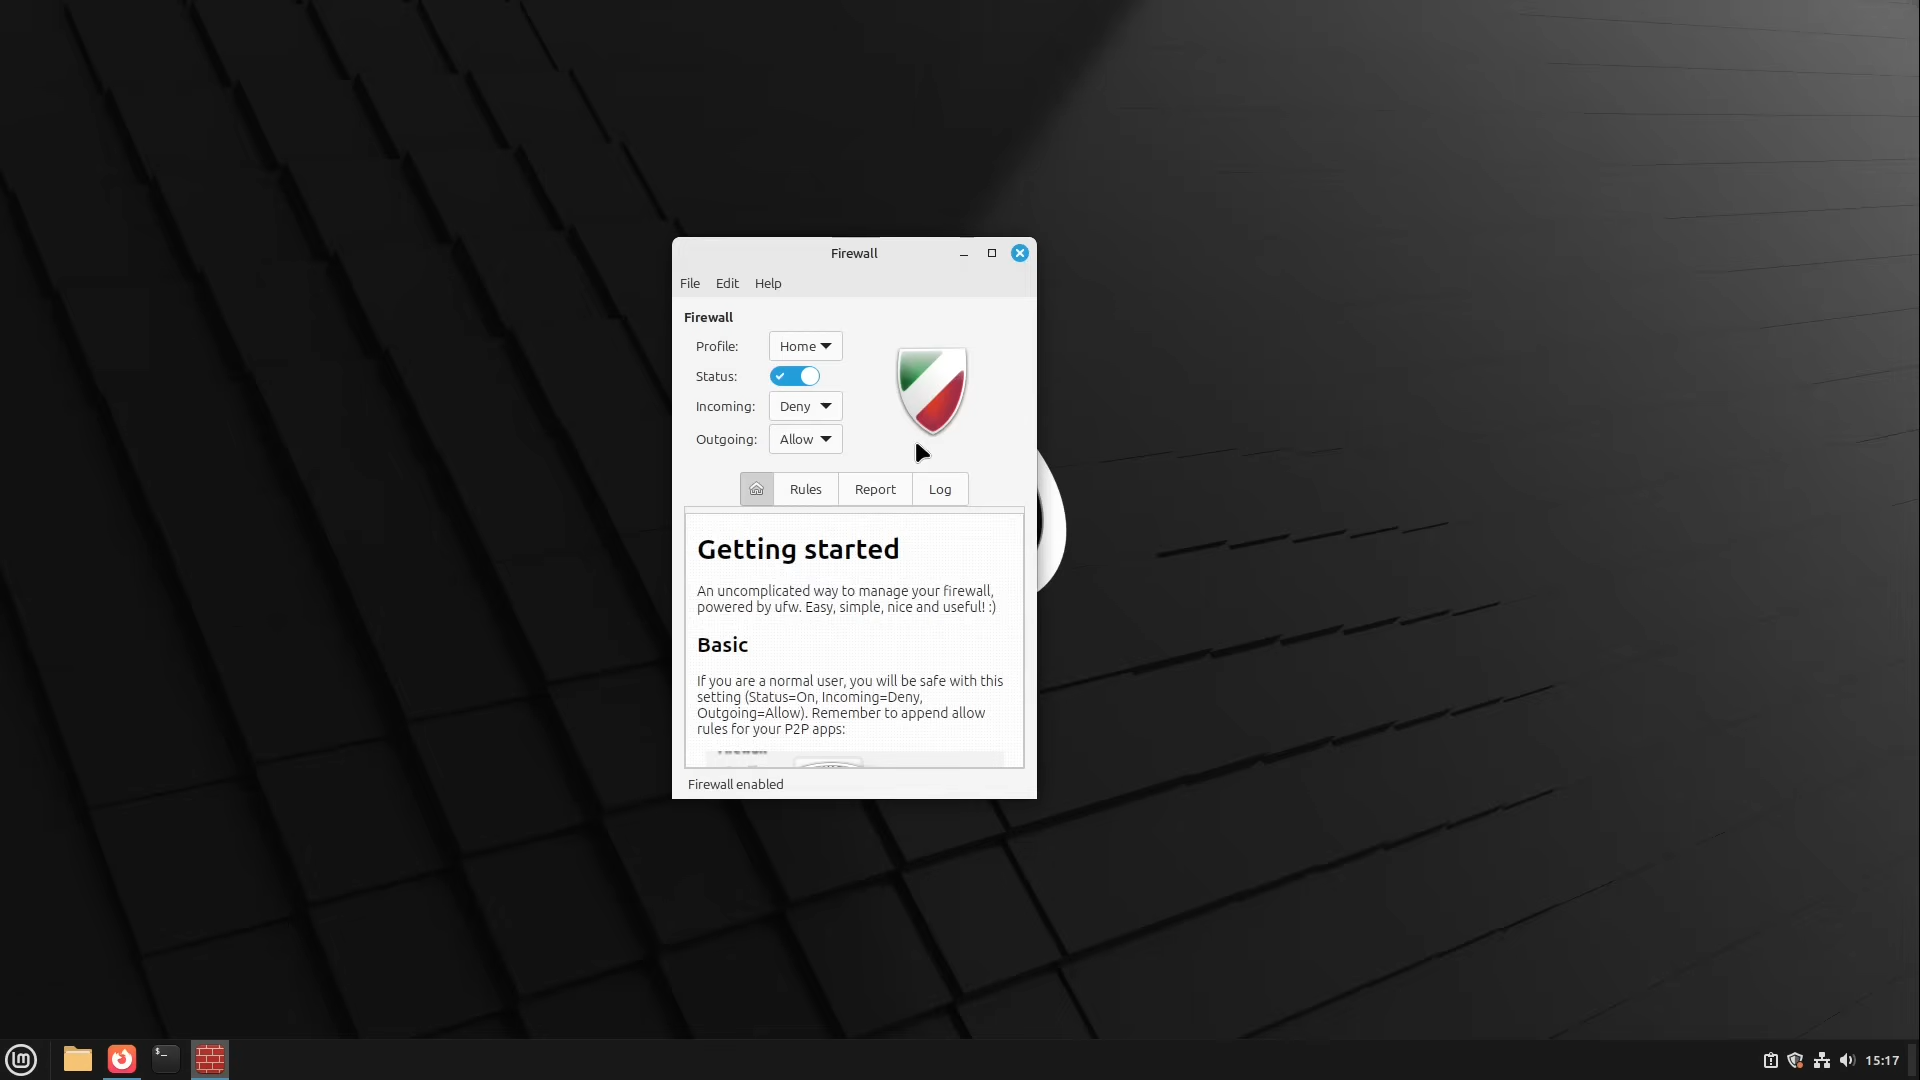 Firewall
File Edit Help
Firewall
Profile: Home
Status:
Incoming: Deny
Outgoing: Allow
Rules Report Log
Getting started
An uncomplicated way to manage your firewall,
powered by ufw. Easy, simple, nice and useful! :)
Basic
If you are a normal user, you will be safe with this
setting (Status=On, Incoming=Deny,
Outgoing=Allow). Remember to append allow
rules for your P2P apps:
Firewall enabled
$_
15:17